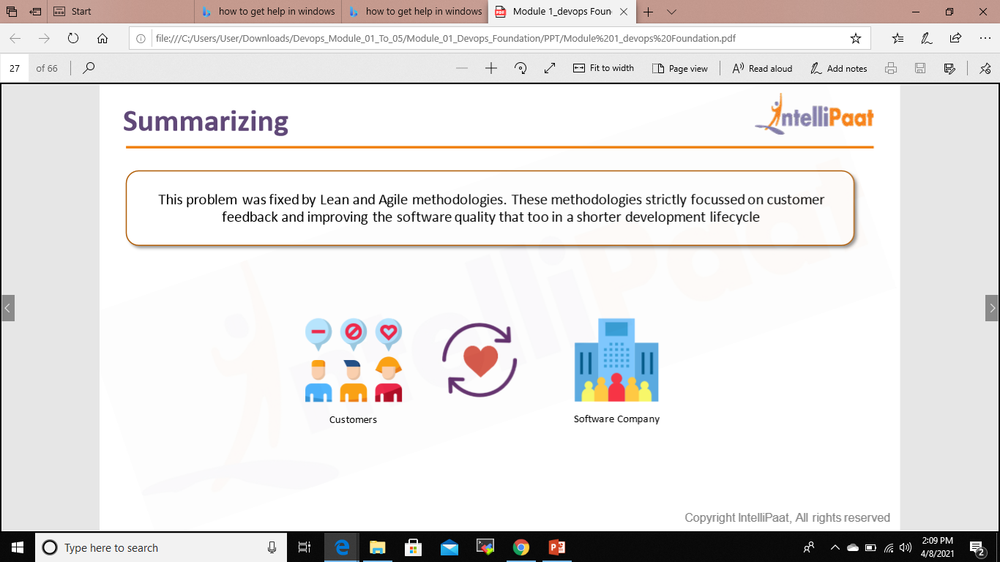 Start
how to get help in windows
how to get help in windows
Module 1_devops Foun
file:///C:/Users/User/Downloads/Devops_Module_01_To_05/Module_01_Devops_Foundation/PPT/Module%201_devops%20Foundation.pdf
27 of 66
Fit to width
Page view
Read aloud
Add notes
Summarizing
IntelliPaat
This problem was fixed by Lean and Agile methodologies. These methodologies strictly focussed on customer
feedback and improving the software quality that too in a shorter development lifecycle
Customers
Software Company
IntelliPaat
Copyright IntelliPaat, All rights reserved
Type here to search
2:09 PM
4/8/2021
2